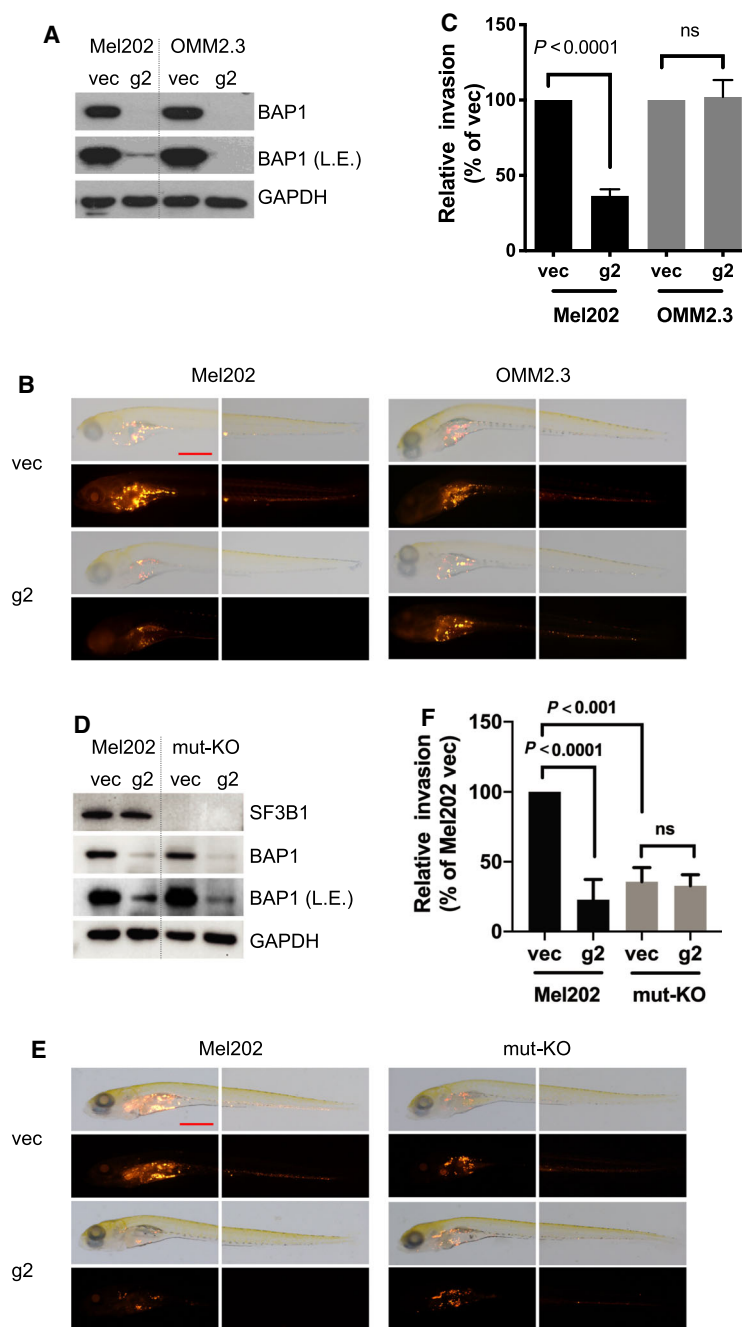 A
Mel202 OMM2.3
vec g2 vec g2
BAP1
BAP1 (L.E.)
GAPDH
C
Relative invasion
(% of vec)
150
100
50
0
P < 0.0001
ns
vec g2 vec g2
Mel202 OMM2.3
B
Mel202 OMM2.3
vec
g2
D
Mel202 mut-KO
vec g2 vec g2
SF3B1
BAP1
BAP1 (L.E.)
GAPDH
F
Relative invasion
(% of Mel202 vec)
150
100
50
0
P < 0.001
P < 0.0001
ns
vec g2 vec g2
Mel202 mut-KO
E
Mel202 mut-KO
vec
g2